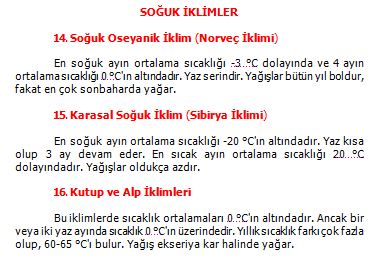 SOĞUK İKLİMLER
14. Soğuk Oseyanik İklim (Norveç İklimi)
En soğuk ayın ortalama sıcaklığı -3 °C dolayında ve 4 ayın
ortalama sıcaklığı 0 °C'ın altındadır. Yaz serindir. Yağışlar bütün yıl boldur,
fakat en çok sonbaharda yağar.
15. Karasal Soğuk İklim (Sibirya İklimi)
En soğuk ayın ortalama sıcaklığı -20 °C'ın altındadır. Yaz kısa
olup 3 ay devam eder. En sıcak ayın ortalama sıcaklığı 20 °C
dolayındadır. Yağışlar oldukça azdır.
16. Kutup ve Alp İklimleri
Bu iklimlerde sıcaklık ortalamaları 0 °C'ın altındadır. Ancak bir
veya iki yaz ayında sıcaklık 0 °C'ın üzerindedir. Yıllık sıcaklık farkı çok fazla
olup, 60-65 °C'ı bulur. Yağış ekseriya kar halinde yağar.